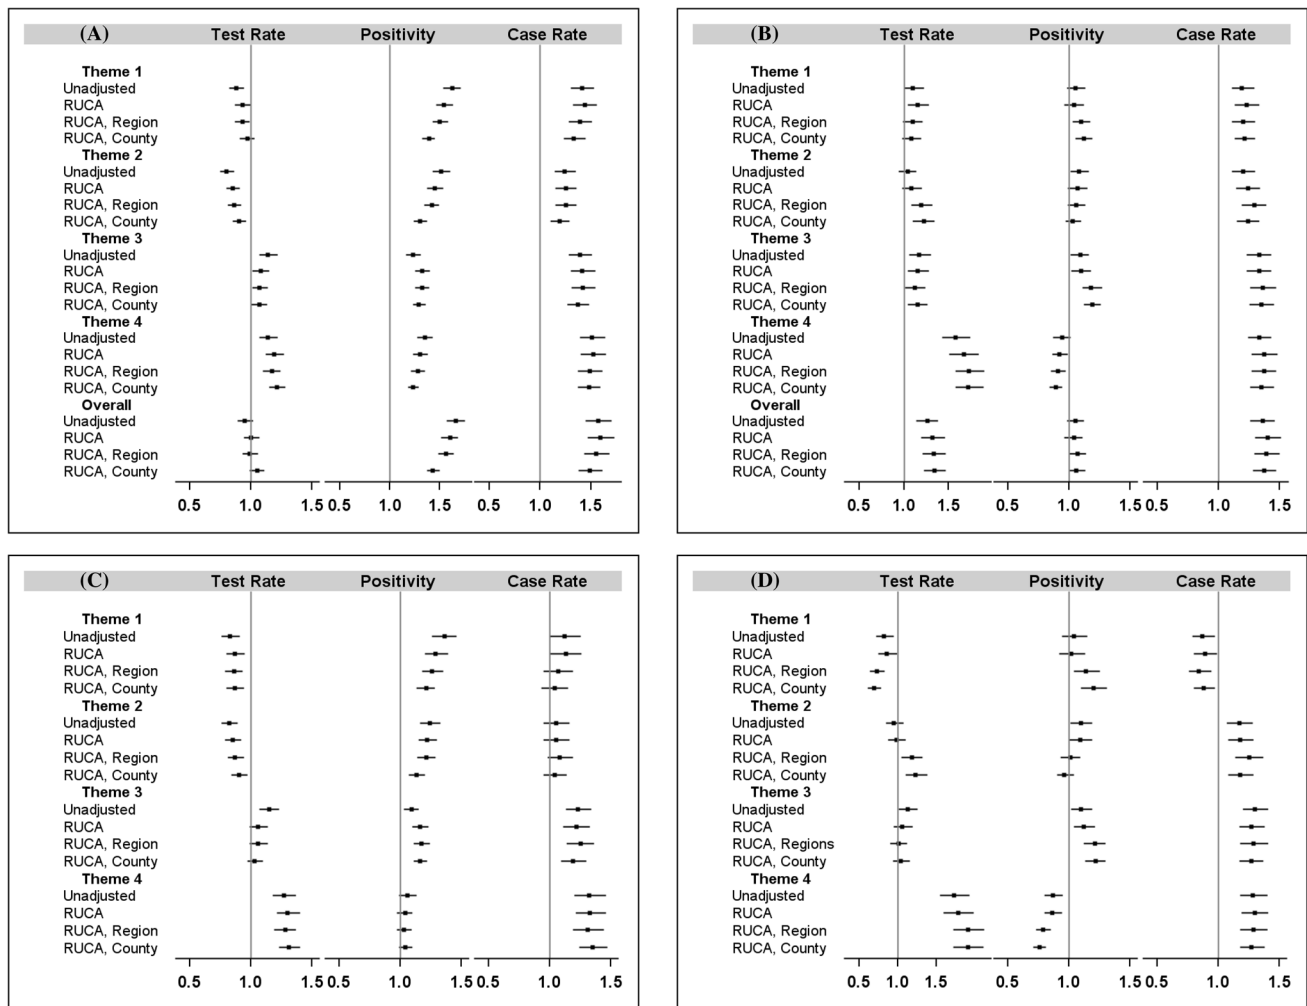 (A) Test Rate Positivity Case Rate
Theme 1
Unadjusted
RUCA
RUCA, Region
RUCA, County
Theme 2
Unadjusted
RUCA
RUCA, Region
RUCA, County
Theme 3
Unadjusted
RUCA
RUCA, Region
RUCA, County
Theme 4
Unadjusted
RUCA
RUCA, Region
RUCA, County
Overall
Unadjusted
RUCA
RUCA, Region
RUCA, County
0.5 1.0 1.5 0.5 1.0 1.5 0.5 1.0 1.5
(B) Test Rate Positivity Case Rate
Theme 1
Unadjusted
RUCA
RUCA, Region
RUCA, County
Theme 2
Unadjusted
RUCA
RUCA, Region
RUCA, County
Theme 3
Unadjusted
RUCA
RUCA, Region
RUCA, County
Theme 4
Unadjusted
RUCA
RUCA, Region
RUCA, County
Overall
Unadjusted
RUCA
RUCA, Region
RUCA, County
0.5 1.0 1.5 0.5 1.0 1.5 0.5 1.0 1.5
(C) Test Rate Positivity Case Rate
Theme 1
Unadjusted
RUCA
RUCA, Region
RUCA, County
Theme 2
Unadjusted
RUCA
RUCA, Region
RUCA, County
Theme 3
Unadjusted
RUCA
RUCA, Region
RUCA, County
Theme 4
Unadjusted
RUCA
RUCA, Region
RUCA, County
0.5 1.0 1.5 0.5 1.0 1.5 0.5 1.0 1.5
(D) Test Rate Positivity Case Rate
Theme 1
Unadjusted
RUCA
RUCA, Region
RUCA, County
Theme 2
Unadjusted
RUCA
RUCA, Region
RUCA, County
Theme 3
Unadjusted
RUCA
RUCA, Regions
RUCA, County
Theme 4
Unadjusted
RUCA
RUCA, Region
RUCA, County
0.5 1.0 1.5 0.5 1.0 1.5 0.5 1.0 1.5